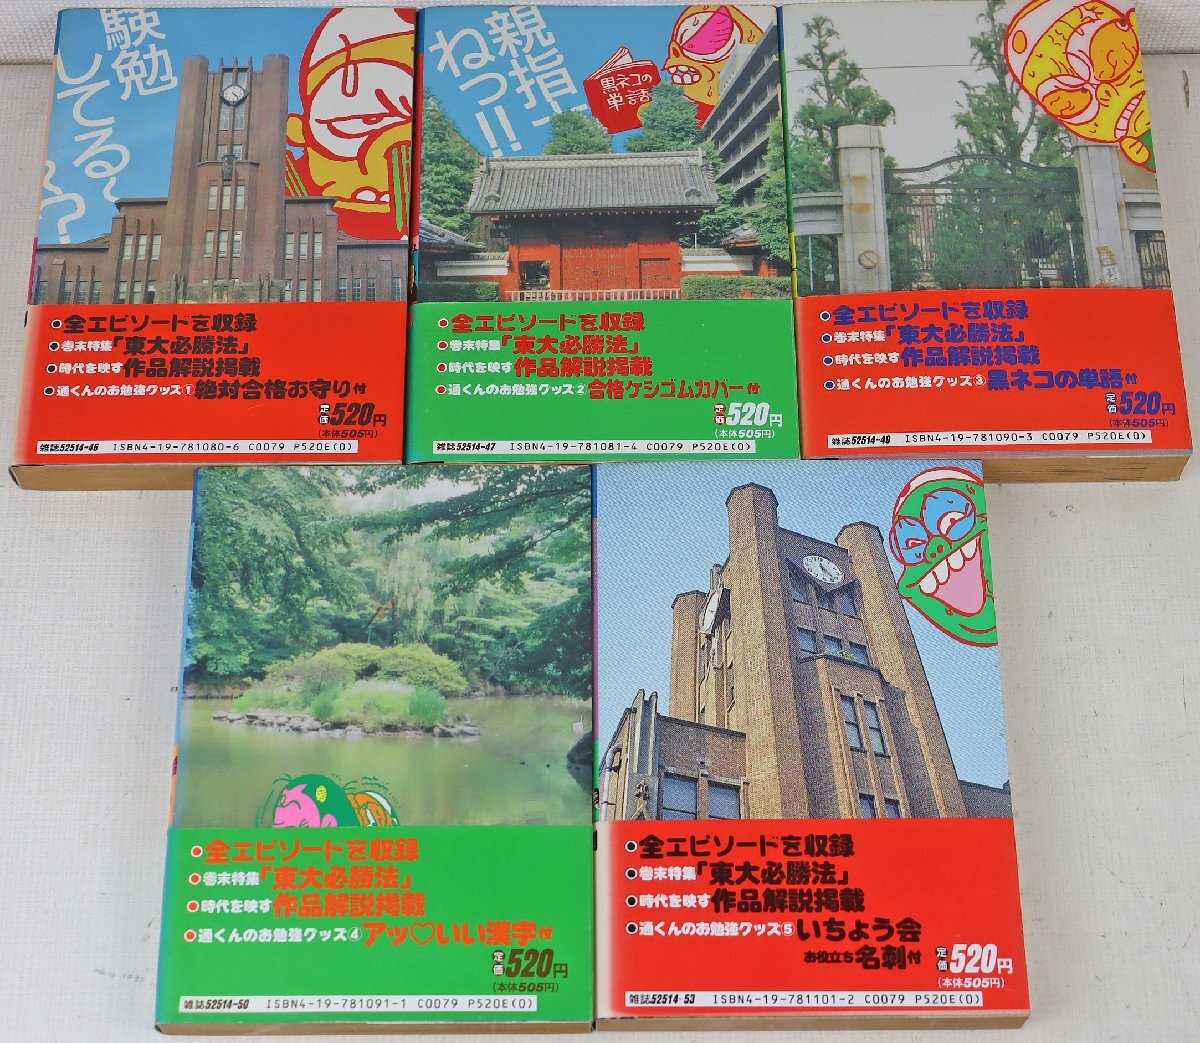 験勉
してる〜
〜?
●全エピソードを収録
●巻末特集「東大必勝法」
●時代を映す作品解説掲載
●通くんのお勉強グッズ①絶対合格お守り付
定価520円
(本体505円)
雑誌52514-46 ISBN4-19-781080-6 C0079 P520E(0)
親指こ
ねっ!!
黒ネコの
単語
●全エピソードを収録
●巻末特集「東大必勝法」
●時代を映す作品解説掲載
●通くんのお勉強グッズ②合格ケシゴムカバー付
定価520円
(本体505円)
雑誌52514-47 ISBN4-19-781081-4 C0079 P520E(0)
●全エピソードを収録
●巻末特集「東大必勝法」
●時代を映す作品解説掲載
●通くんのお勉強グッズ③黒ネコの単語付
定価520円
(本体505円)
雑誌52514-49 ISBN4-19-781090-3 C0079 P520E(0)
●全エピソードを収録
●巻末特集「東大必勝法」
●時代を映す作品解説掲載
●通くんのお勉強グッズ④アッ♡いい漢字付
定価520円
(本体505円)
雑誌52514-50 ISBN4-19-781091-1 C0079 P520E(0)
●全エピソードを収録
●巻末特集「東大必勝法」
●時代を映す作品解説掲載
●通くんのお勉強グッズ⑤いちょう会
お役立ち名刺付
定価520円
(本体505円)
雑誌52514-53 ISBN4-19-781101-2 C0079 P520E(0)